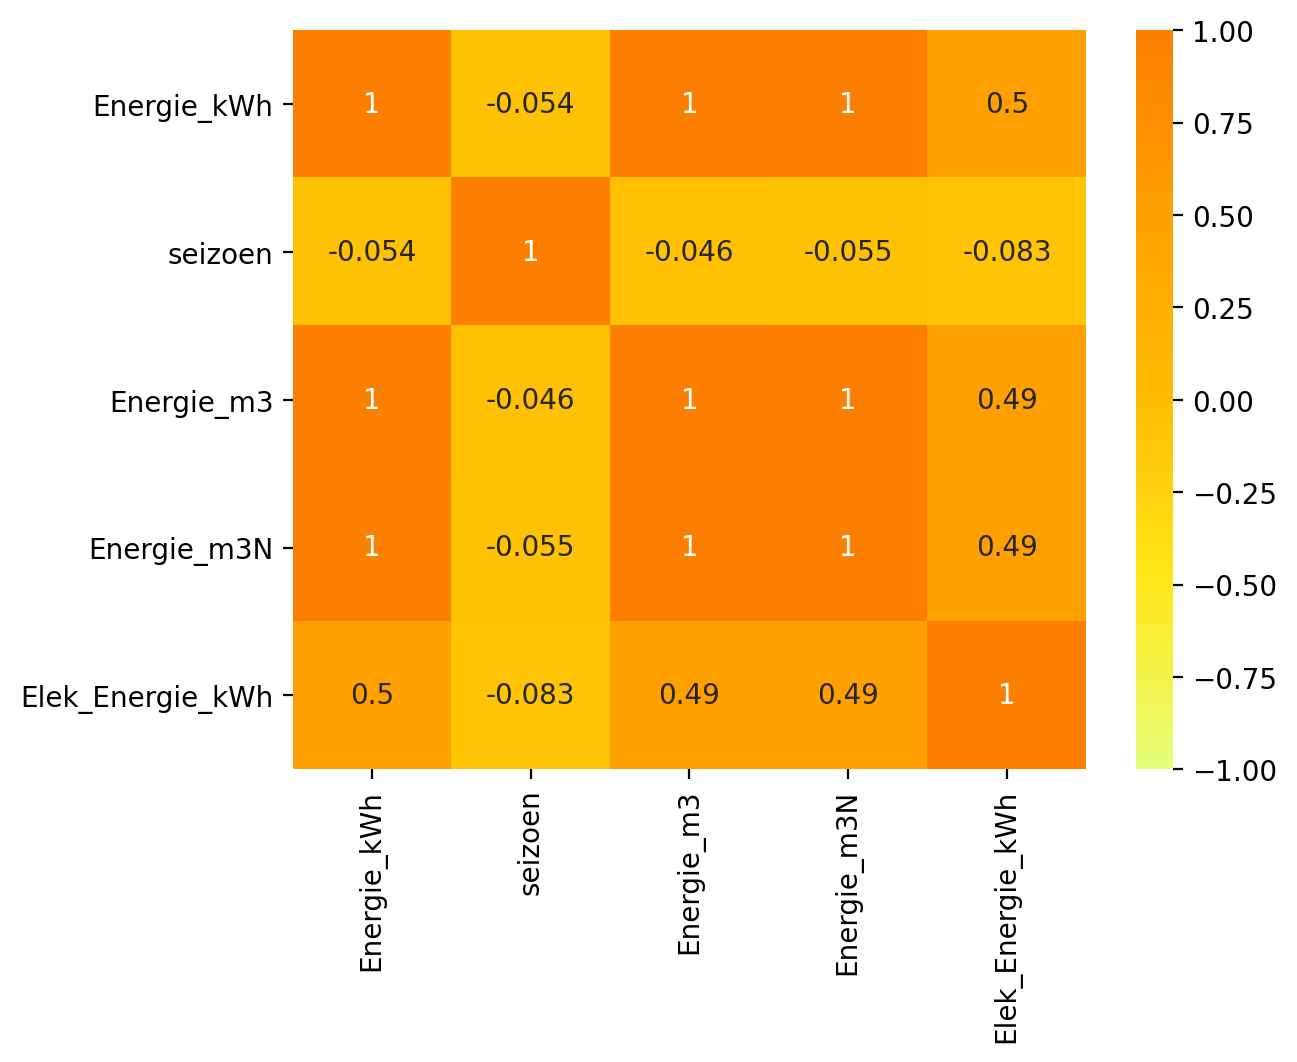 Energie_kWh 1 -0.054 1 1 0.5
seizoen -0.054 1 -0.046 -0.055 -0.083
Energie_m3 1 -0.046 1 1 0.49
Energie_m3N 1 -0.055 1 1 0.49
Elek_Energie_kWh 0.5 -0.083 0.49 0.49 1
Energie_kWh
seizoen
Energie_m3
Energie_m3N
Elek_Energie_kWh
1.00
0.75
0.50
0.25
0.00
−0.25
−0.50
−0.75
−1.00